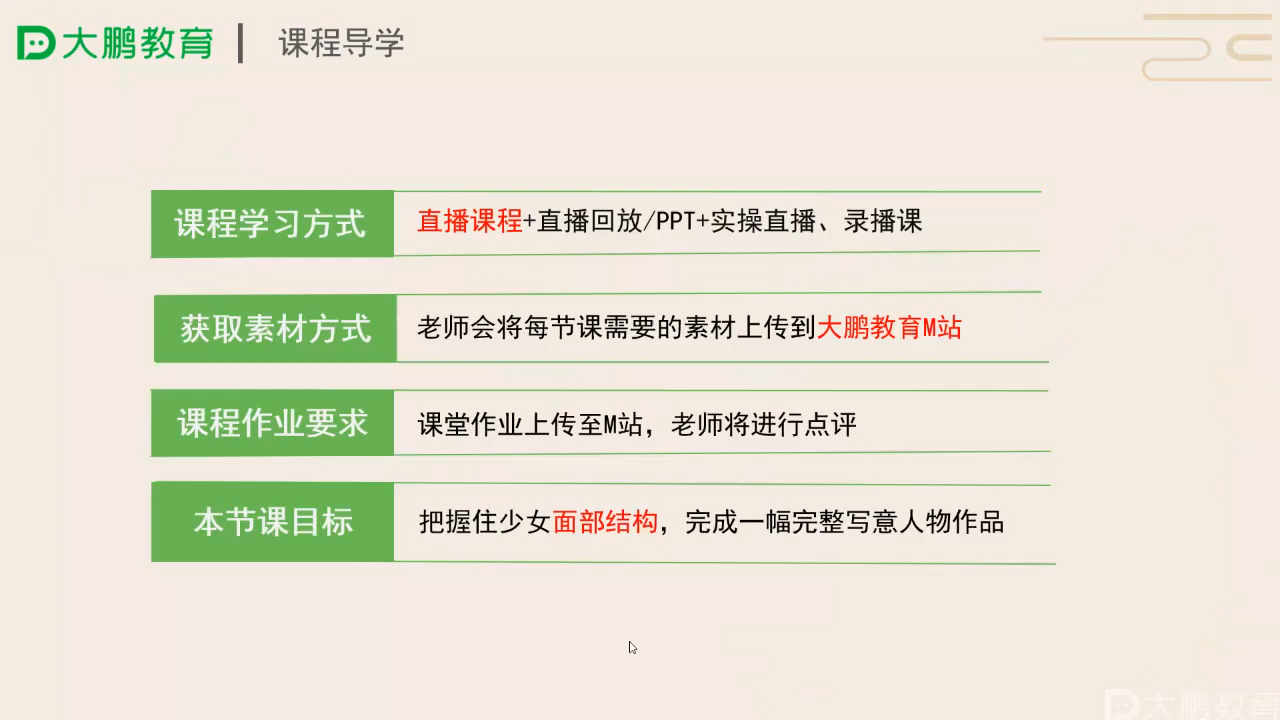 大鹏教育 | 课程导学
课程学习方式 直播课程+直播回放/PPT+实操直播、录播课
获取素材方式 老师会将每节课需要的素材上传到大鹏教育M站
课程作业要求 课堂作业上传至M站，老师将进行点评
本节课目标 把握住少女面部结构，完成一幅完整写意人物作品
大鹏教育